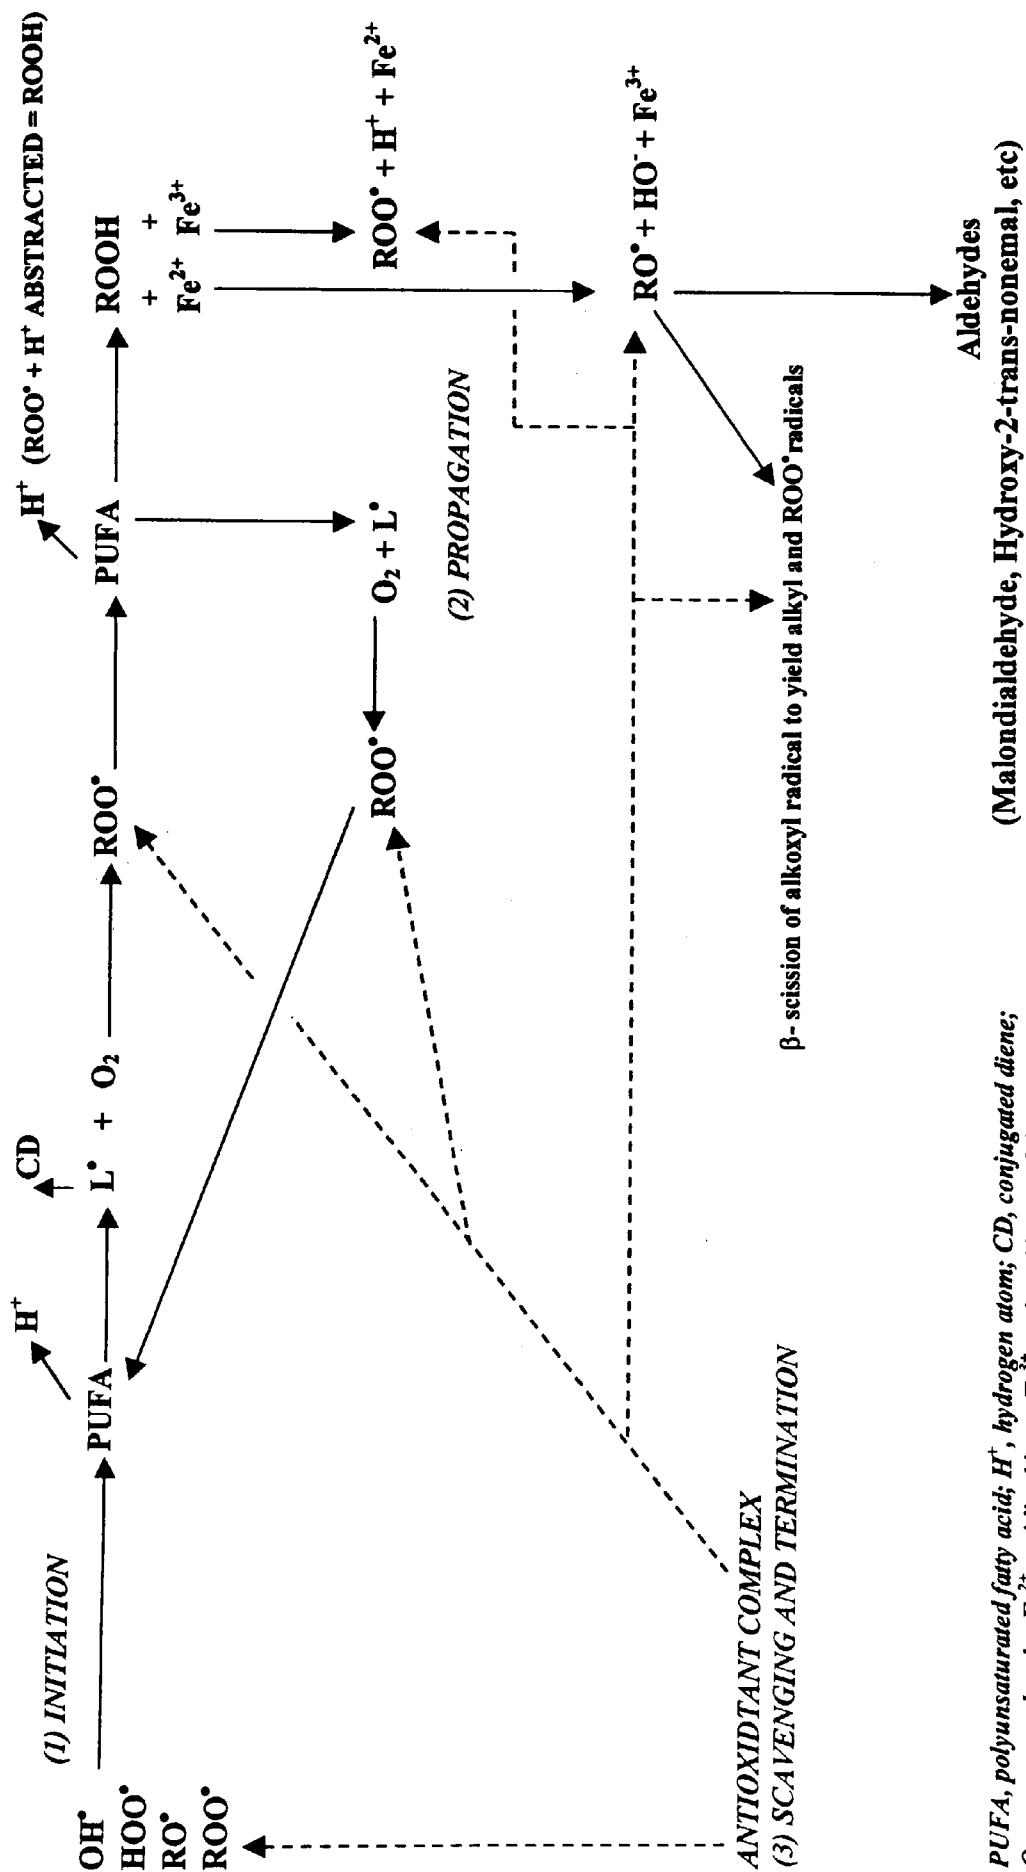 (1) INITIATION
OH•
HOO•
RO•
ROO•
PUFA
H⁺
L• + O₂
CD
ROO•
PUFA
H⁺ (ROO• + H⁺ ABSTRACTED = ROOH)
ROOH
+ +
Fe²⁺ Fe³⁺
ROO•
O₂ + L•
(2) PROPAGATION
ROO• + H⁺ + Fe²⁺
RO• + HO⁻ + Fe³⁺
β- scission of alkoxyl radical to yield alkyl and ROO• radicals
Aldehydes
(Malondialdehyde, Hydroxy-2-trans-nonemal, etc)
ANTIOXIDTANT COMPLEX
(3) SCAVENGING AND TERMINATION
PUFA, polyunsaturated fatty acid; H⁺, hydrogen atom; CD, conjugated diene;